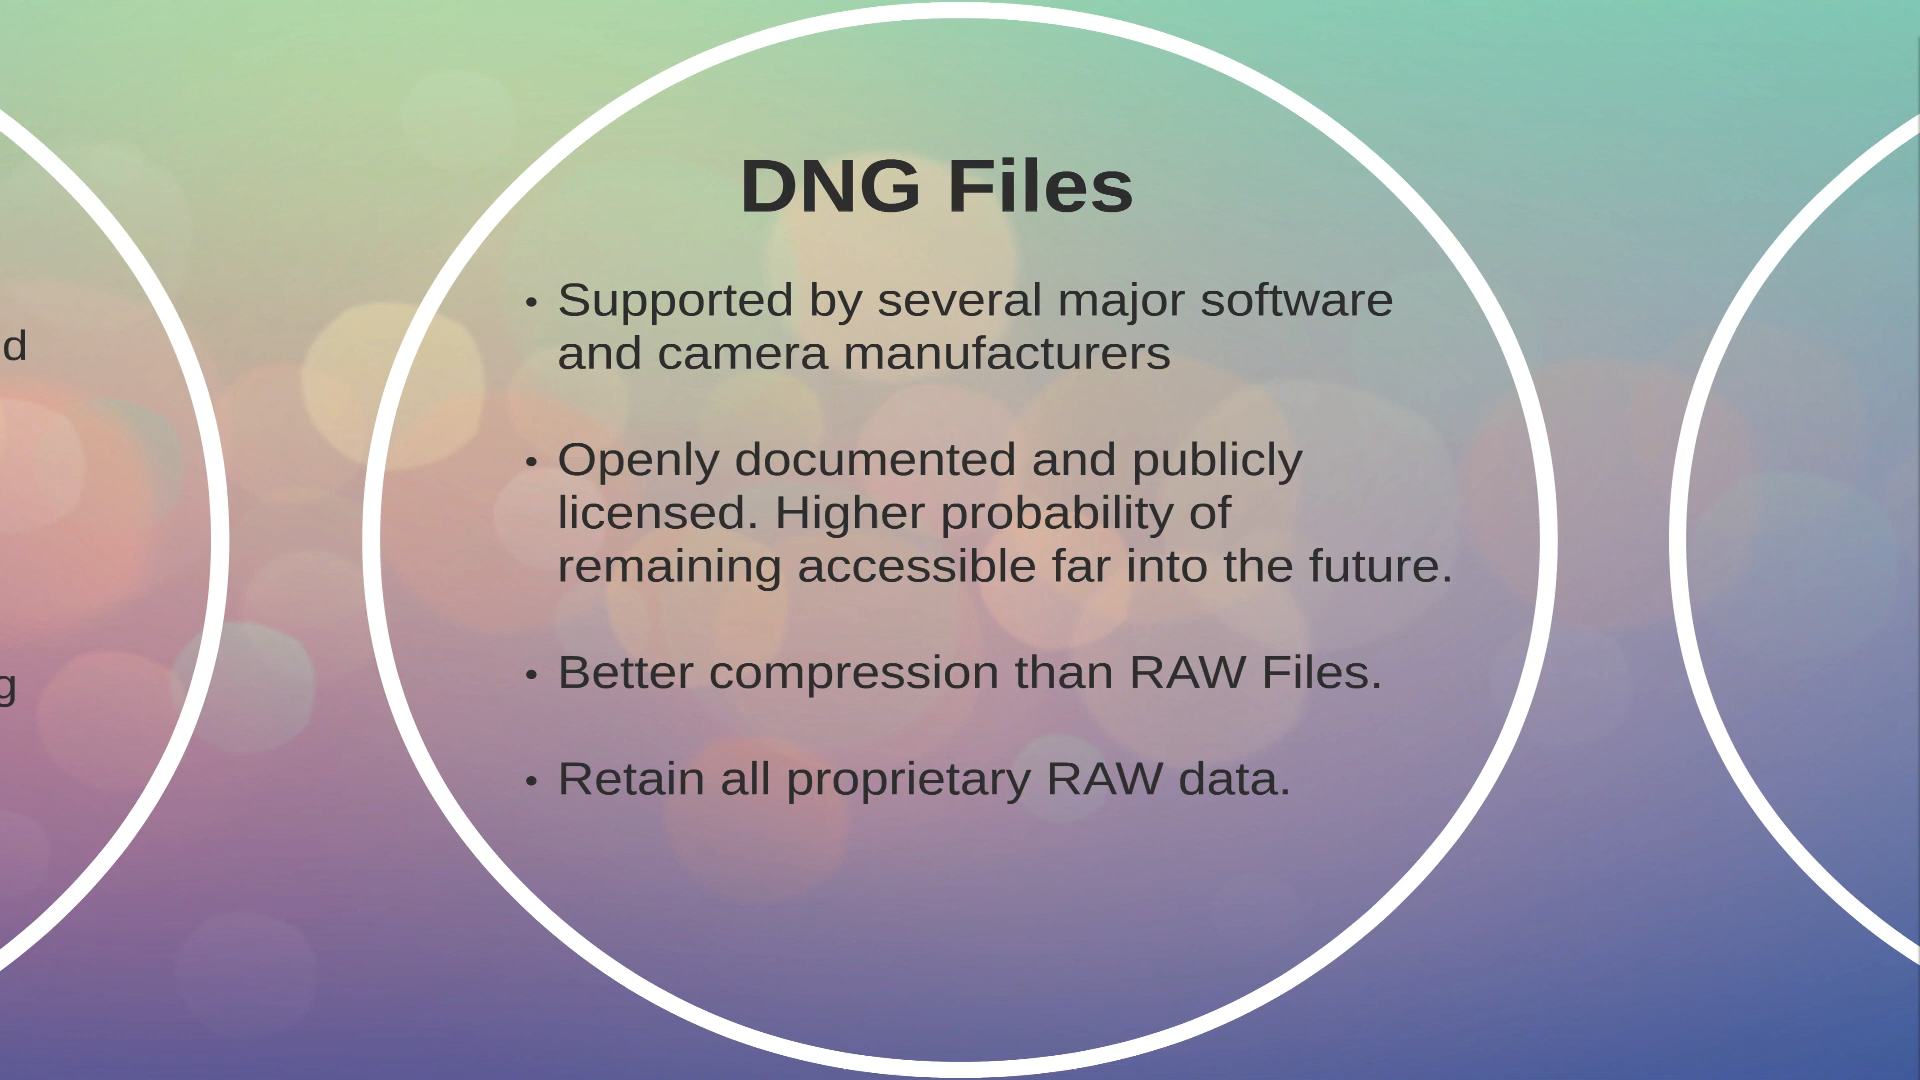 DNG Files
• Supported by several major software
and camera manufacturers
• Openly documented and publicly
licensed. Higher probability of
remaining accessible far into the future.
• Better compression than RAW Files.
• Retain all proprietary RAW data.